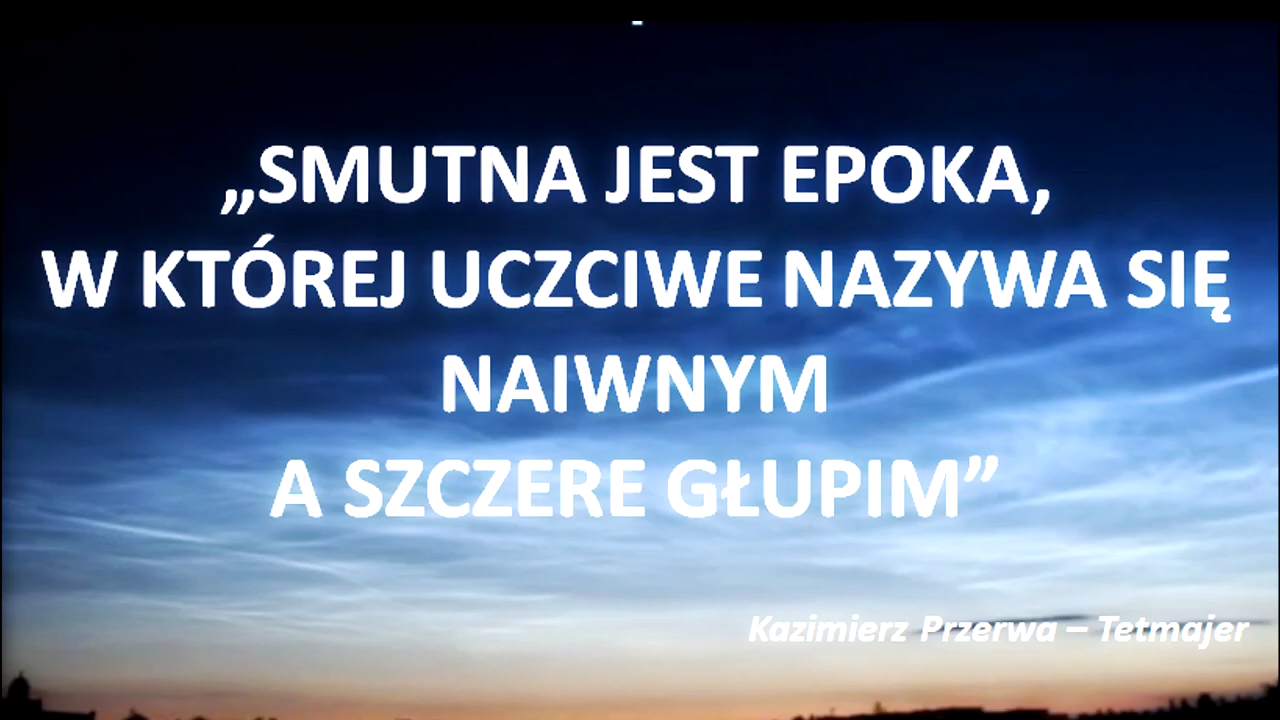 „SMUTNA JEST EPOKA,
W KTÓREJ UCZCIWE NAZYWA SIĘ
NAIWNYM
A SZCZERE GŁUPIM”
Kazimierz Przerwa – Tetmajer